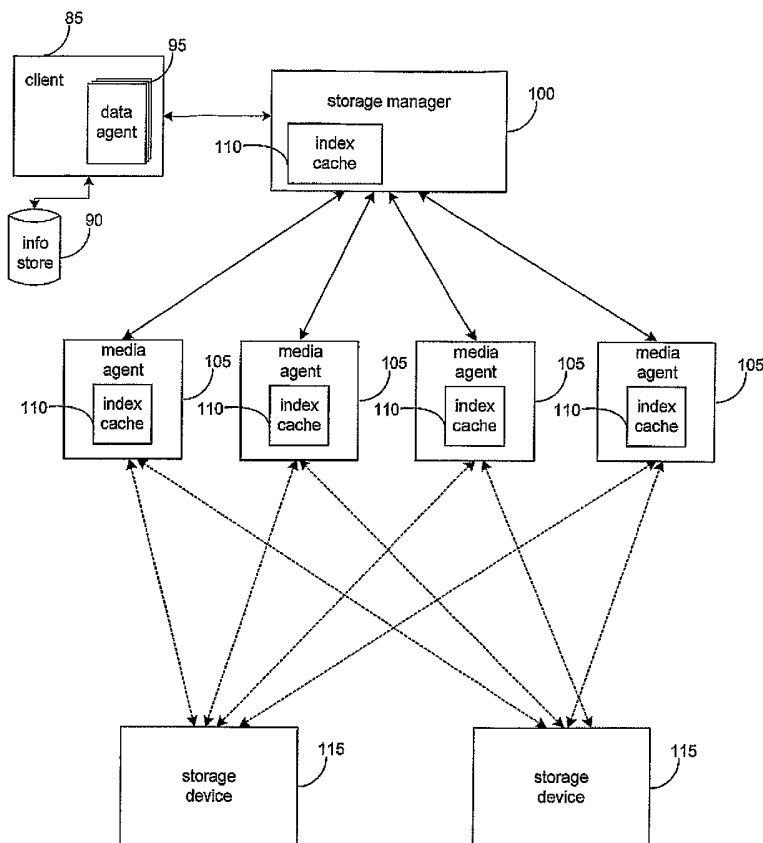 85
95
client
data
agent
storage manager
100
110
index
cache
info
store
90
media
agent
105
110
index
cache
media
agent
105
110
index
cache
media
agent
105
110
index
cache
media
agent
105
110
index
cache
storage
device
115
storage
device
115